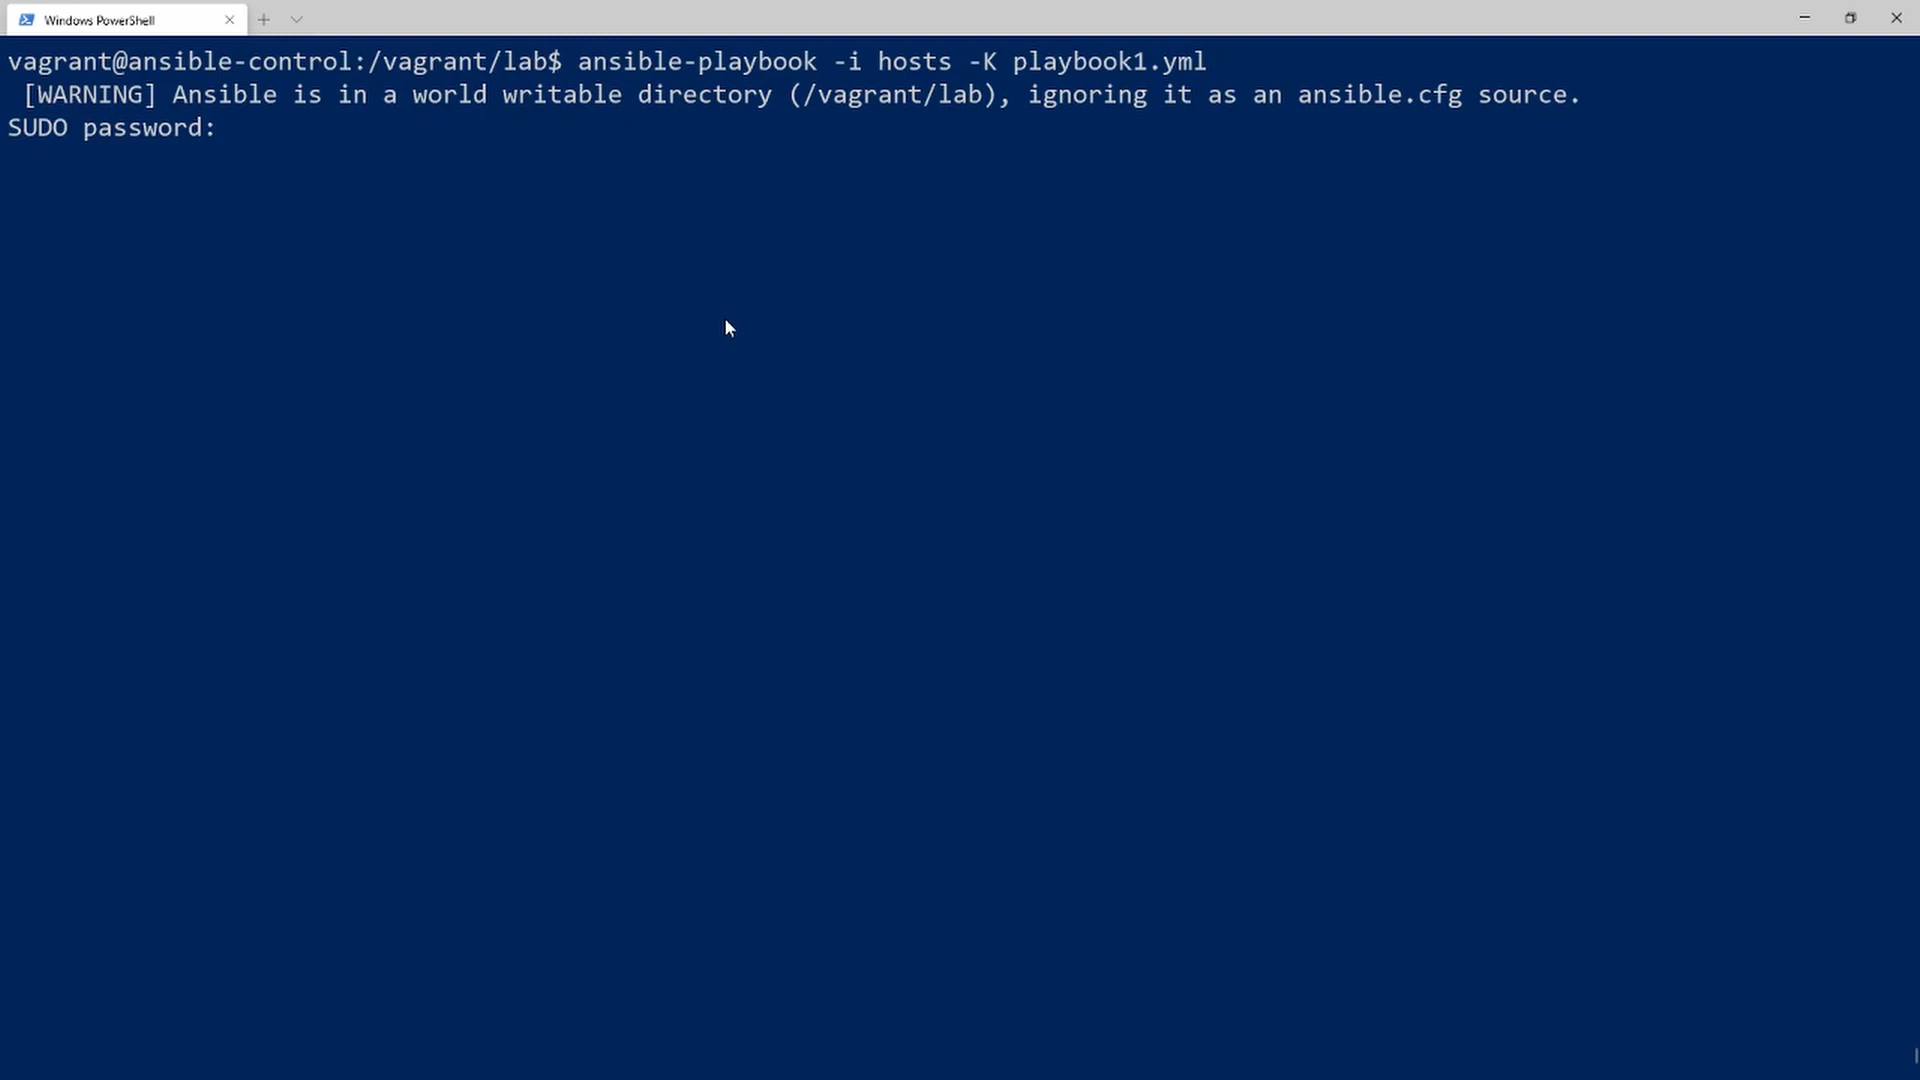 Windows PowerShell
vagrant@ansible-control:/vagrant/lab$ ansible-playbook -i hosts -K playbook1.yml
[WARNING] Ansible is in a world writable directory (/vagrant/lab), ignoring it as an ansible.cfg source.
SUDO password: